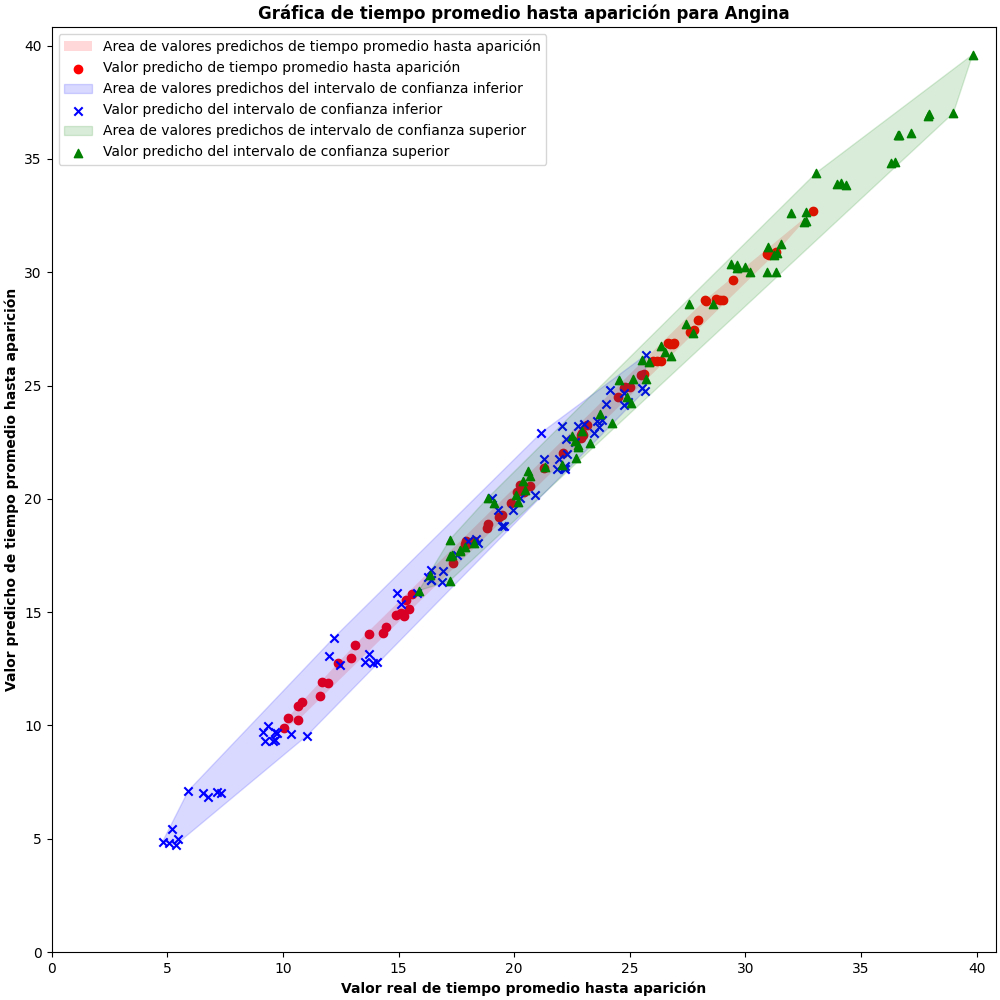 Gráfica de tiempo promedio hasta aparición para Angina
Area de valores predichos de tiempo promedio hasta aparición
Valor predicho de tiempo promedio hasta aparición
Area de valores predichos del intervalo de confianza inferior
Valor predicho del intervalo de confianza inferior
Area de valores predichos de intervalo de confianza superior
Valor predicho del intervalo de confianza superior
Valor predicho de tiempo promedio hasta aparición
40
35
30
25
20
15
10
5
0
0 5 10 15 20 25 30 35 40
Valor real de tiempo promedio hasta aparición